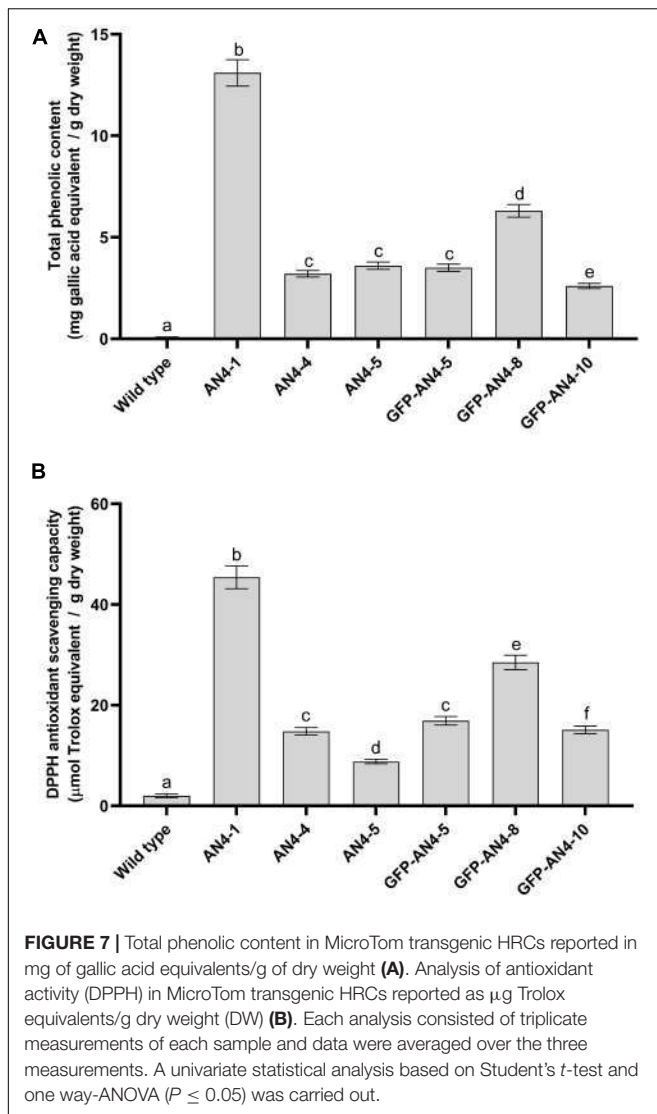 A
Total phenolic content
(mg gallic acid equivalent / g dry weight)
15
10
5
0
a
b
c
c
c
d
e
Wild type
AN4-1
AN4-4
AN4-5
GFP-AN4-5
GFP-AN4-8
GFP-AN4-10
B
DPPH antioxidant scavenging capacity
(µmol Trolox equivalent / g dry weight)
60
40
20
0
a
b
c
d
c
e
f
Wild type
AN4-1
AN4-4
AN4-5
GFP-AN4-5
GFP-AN4-8
GFP-AN4-10
FIGURE 7 | Total phenolic content in MicroTom transgenic HRCs reported in
mg of gallic acid equivalents/g of dry weight (A). Analysis of antioxidant
activity (DPPH) in MicroTom transgenic HRCs reported as µg Trolox
equivalents/g dry weight (DW) (B). Each analysis consisted of triplicate
measurements of each sample and data were averaged over the three
measurements. A univariate statistical analysis based on Student's t-test and
one way-ANOVA (P ≤ 0.05) was carried out.